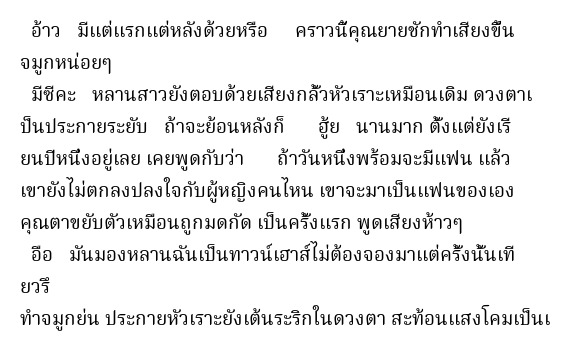 อ้าว มีแต่แรกแต่หลังด้วยหรือ คราวนี้คุณยายชักทำเสียงขึ้น
จมูกหน่อยๆ
มีซีคะ หลานสาวยังตอบด้วยเสียงกลั้วหัวเราะเหมือนเดิม ดวงตาเ
ป็นประกายระยับ ถ้าจะย้อนหลังก็ ฮู้ย นานมาก ตั้งแต่ยังเรี
ยนปีหนึ่งอยู่เลย เคยพูดกับว่า ถ้าวันหนึ่งพร้อมจะมีแฟน แล้ว
เขายังไม่ตกลงปลงใจกับผู้หญิงคนไหน เขาจะมาเป็นแฟนของเอง
คุณตาขยับตัวเหมือนถูกมดกัด เป็นครั้งแรก พูดเสียงห้าวๆ
อือ มันมองหลานฉันเป็นทาวน์เฮาส์ไม่ต้องจองมาแต่ครั้งนั้นเที
ยวรึ
ทำจมูกย่น ประกายหัวเราะยังเต้นระริกในดวงตา สะท้อนแสงโคมเป็นเ